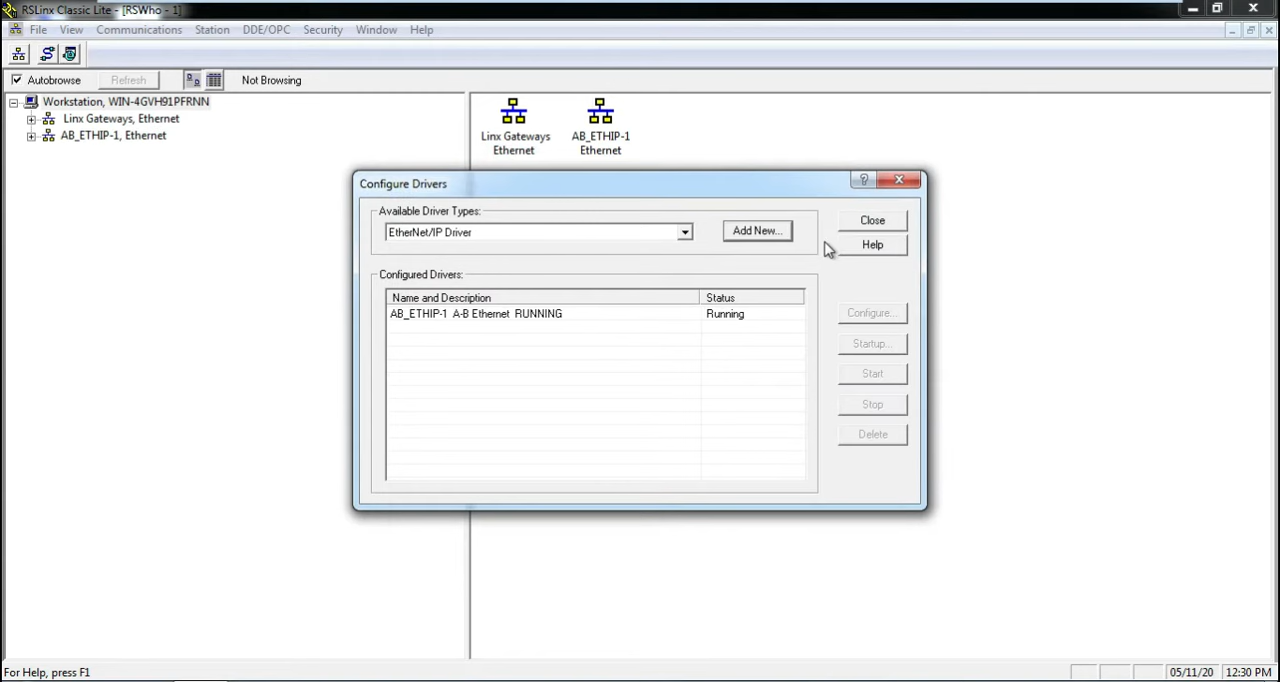 RSLinx Classic Lite - [RSWho - 1]
File View Communications Station DDE/OPC Security Window Help
Autobrowse Refresh Not Browsing
Workstation, WIN-4GVH91PFRNN
Linx Gateways, Ethernet
AB_ETHIP-1, Ethernet
Linx Gateways
Ethernet
AB_ETHIP-1
Ethernet
Configure Drivers
?
Available Driver Types:
EtherNet/IP Driver
Add New...
Close
Help
Configured Drivers:
Name and Description Status
AB_ETHIP-1 A-B Ethernet RUNNING Running
Configure...
Startup...
Start
Stop
Delete
For Help, press F1
05/11/20 12:30 PM